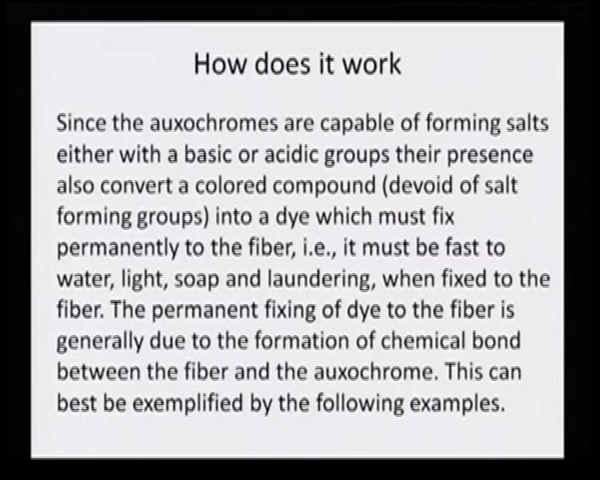 How does it work
Since the auxochromes are capable of forming salts
either with a basic or acidic groups their presence
also convert a colored compound (devoid of salt
forming groups) into a dye which must fix
permanently to the fiber, i.e., it must be fast to
water, light, soap and laundering, when fixed to the
fiber. The permanent fixing of dye to the fiber is
generally due to the formation of chemical bond
between the fiber and the auxochrome. This can
best be exemplified by the following examples.